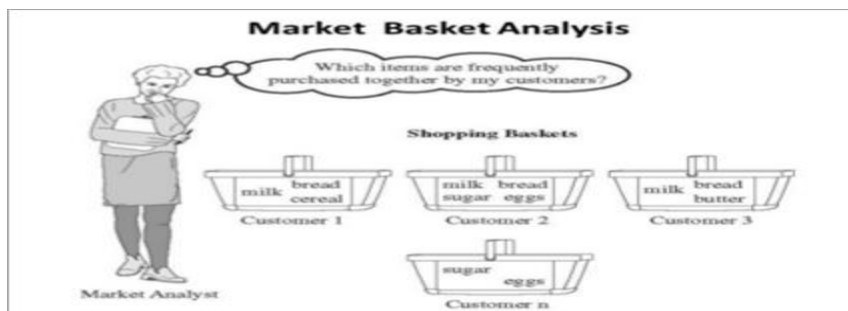 Market Basket Analysis
Which items are frequently
purchased together by my customers?
Shopping Baskets
milk bread
cereal
Customer 1
milk bread
sugar eggs
Customer 2
milk bread
butter
Customer 3
Market Analyst
sugar
eggs
Customer n